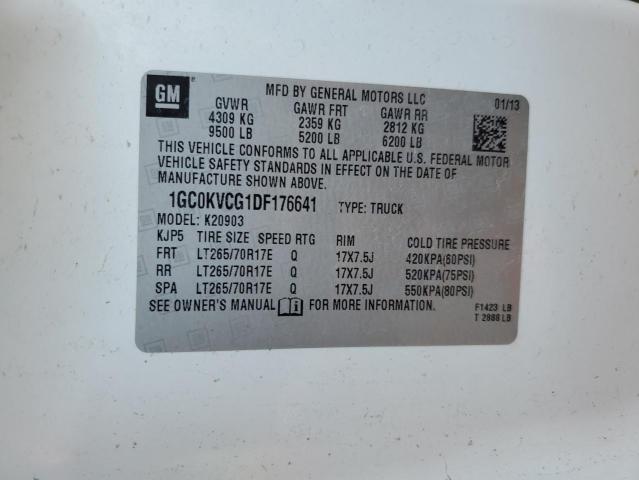 GM
MFD BY GENERAL MOTORS LLC 01/13
GVWR GAWR FRT GAWR RR
4309 KG 2359 KG 2812 KG
9500 LB 5200 LB 6200 LB
THIS VEHICLE CONFORMS TO ALL APPLICABLE U.S. FEDERAL MOTOR
VEHICLE SAFETY STANDARDS IN EFFECT ON THE DATE OF
MANUFACTURE SHOWN ABOVE.
1GC0KVCG1DF176641 TYPE: TRUCK
MODEL: K20903
KJP5 TIRE SIZE SPEED RTG RIM COLD TIRE PRESSURE
FRT LT265/70R17E Q 17X7.5J 420KPA(60PSI)
RR LT265/70R17E Q 17X7.5J 520KPA(75PSI)
SPA LT265/70R17E Q 17X7.5J 550KPA(80PSI)
SEE OWNER'S MANUAL FOR MORE INFORMATION.
F1423 LB
T 2888 LB